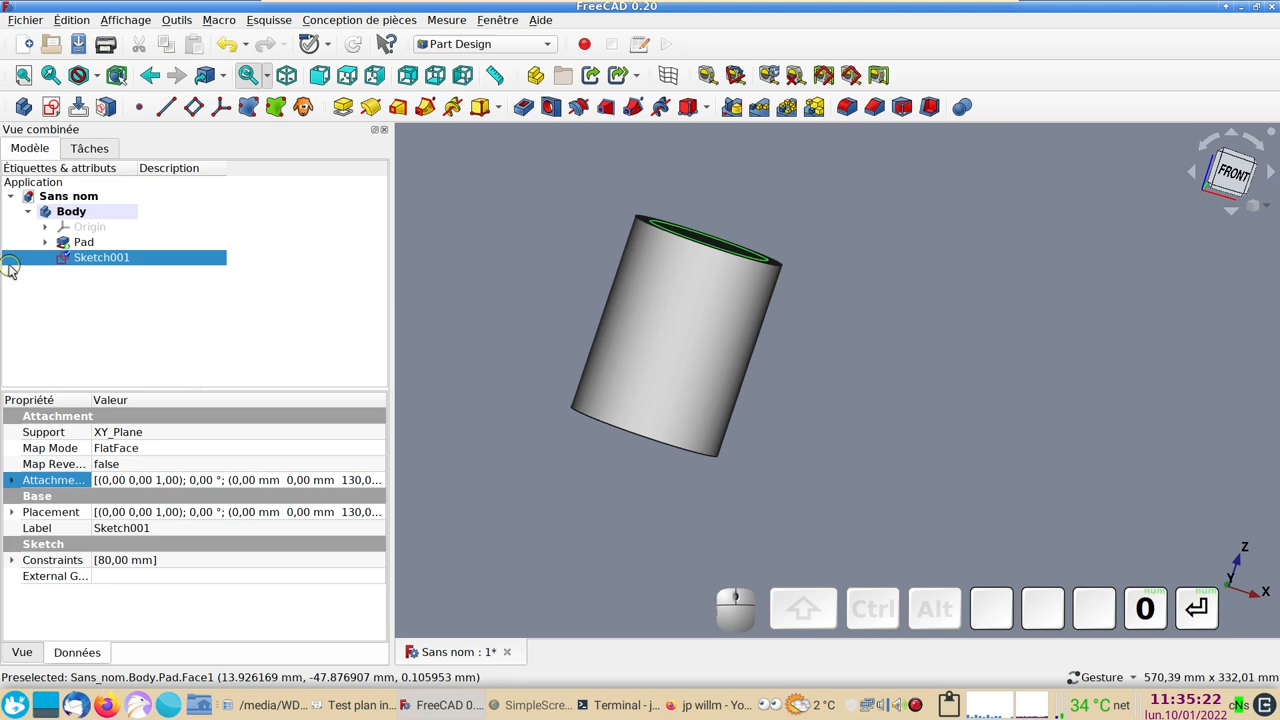 FreeCAD 0.20
Fichier Édition Affichage Outils Macro Esquisse Conception de pièces Mesure Fenêtre Aide
Part Design
Vue combinée
Modèle Tâches
Étiquettes & attributs Description
Application
Sans nom
Body
Origin
Pad
Sketch001
FRONT
Propriété Valeur
Attachment
Support XY_Plane
Map Mode FlatFace
Map Reve... false
Attachme... [(0,00 0,00 1,00); 0,00 °; (0,00 mm 0,00 mm 130,0...
Base
Placement [(0,00 0,00 1,00); 0,00 °; (0,00 mm 0,00 mm 130,0...
Label Sketch001
Sketch
Constraints [80,00 mm]
External G...
Z
Y
X
Ctrl Alt num 0 num
Vue Données
Sans nom : 1*
Preselected: Sans_nom.Body.Pad.Face1 (13.926169 mm, -47.876907 mm, 0.105953 mm)
Gesture 570,39 mm x 332,01 mm
/media/WD... Test plan in... FreeCAD 0.... SimpleScre... Terminal - j... jp willm - Yo... 2 °C 34 °C net 11:35:22 cNs
lun.10/01/2022